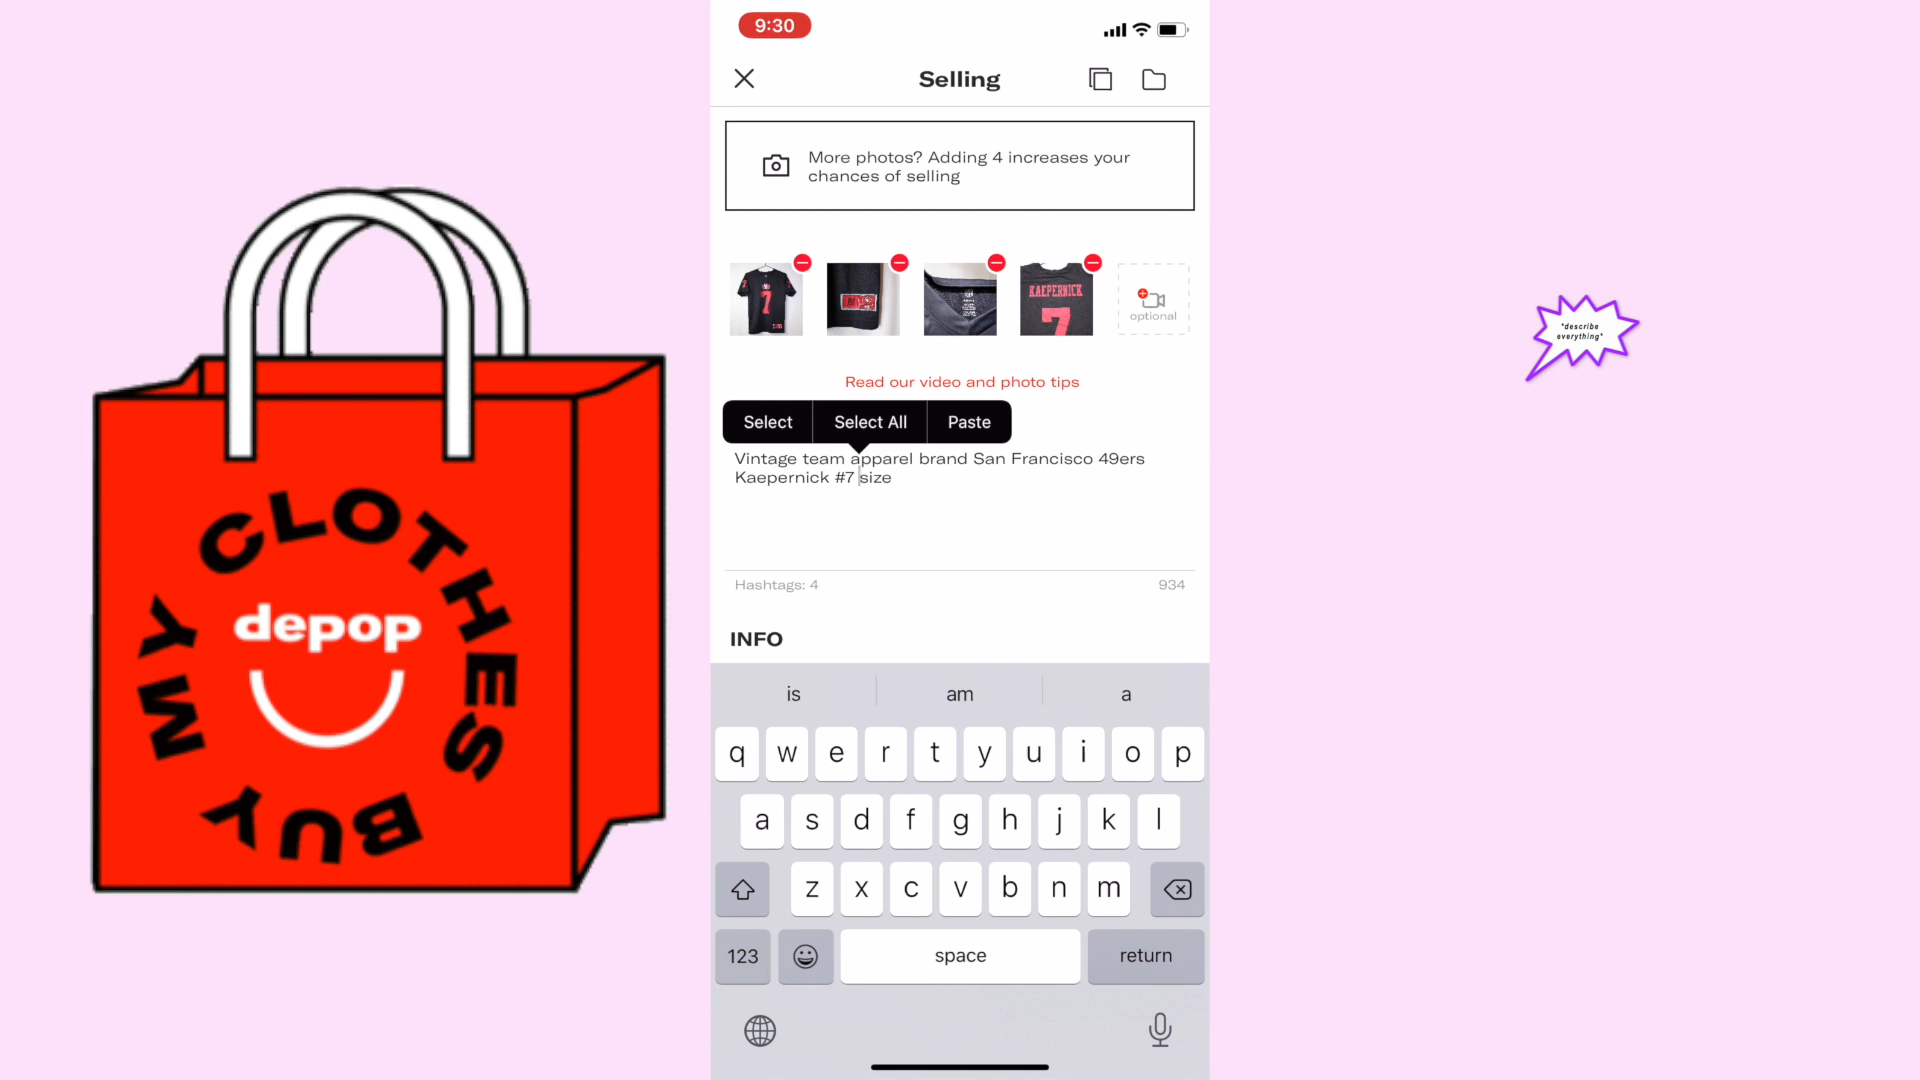 BUY MY CLOTHES
depop
9:30
Selling
More photos? Adding 4 increases your
chances of selling
7
KAEPERNICK
7
optional
Read our video and photo tips
Select
Select All
Paste
Vintage team apparel brand San Francisco 49ers
Kaepernick #7 size
Hashtags: 4
934
INFO
is
am
a
q w e r t y u i o p
a s d f g h j k l
z x c v b n m
123
space
return
*describe
everything*